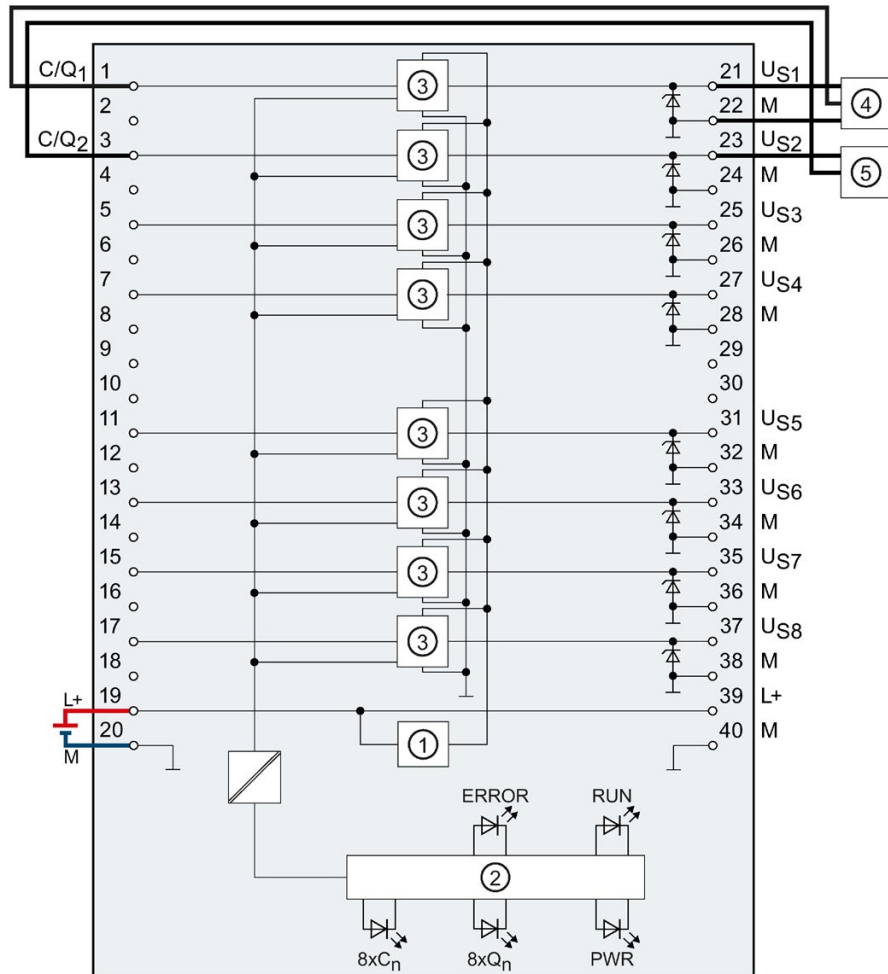 C/Q1 1 21 US1
③ ④
2 22 M
C/Q2 3 23 US2
③ ⑤
4 24 M
5 25 US3
③
6 26 M
7 27 US4
③
8 28 M
9 29
10 30
11 31 US5
③
12 32 M
13 33 US6
③
14 34 M
15 35 US7
③
16 36 M
17 37 US8
③
18 38 M
L+ 19 39 L+
20 ① 40 M
M
ERROR RUN
②
8xCn 8xQn PWR